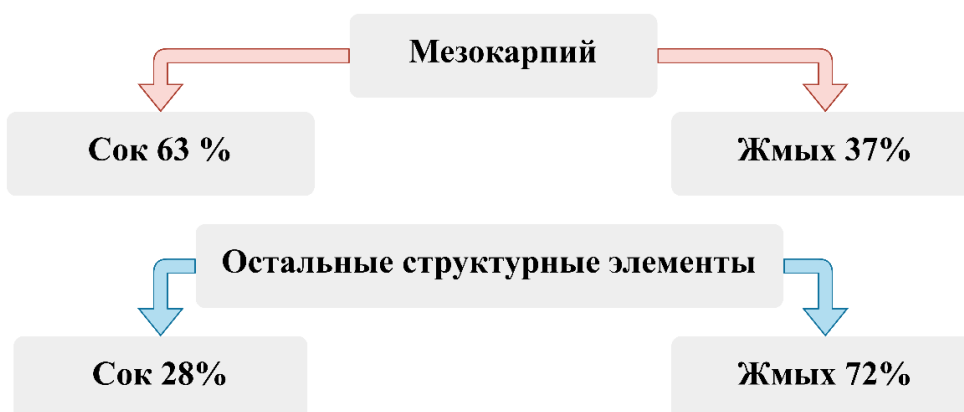 Мезокарпий
Сок 63 %
Жмых 37%
Остальные структурные элементы
Сок 28%
Жмых 72%